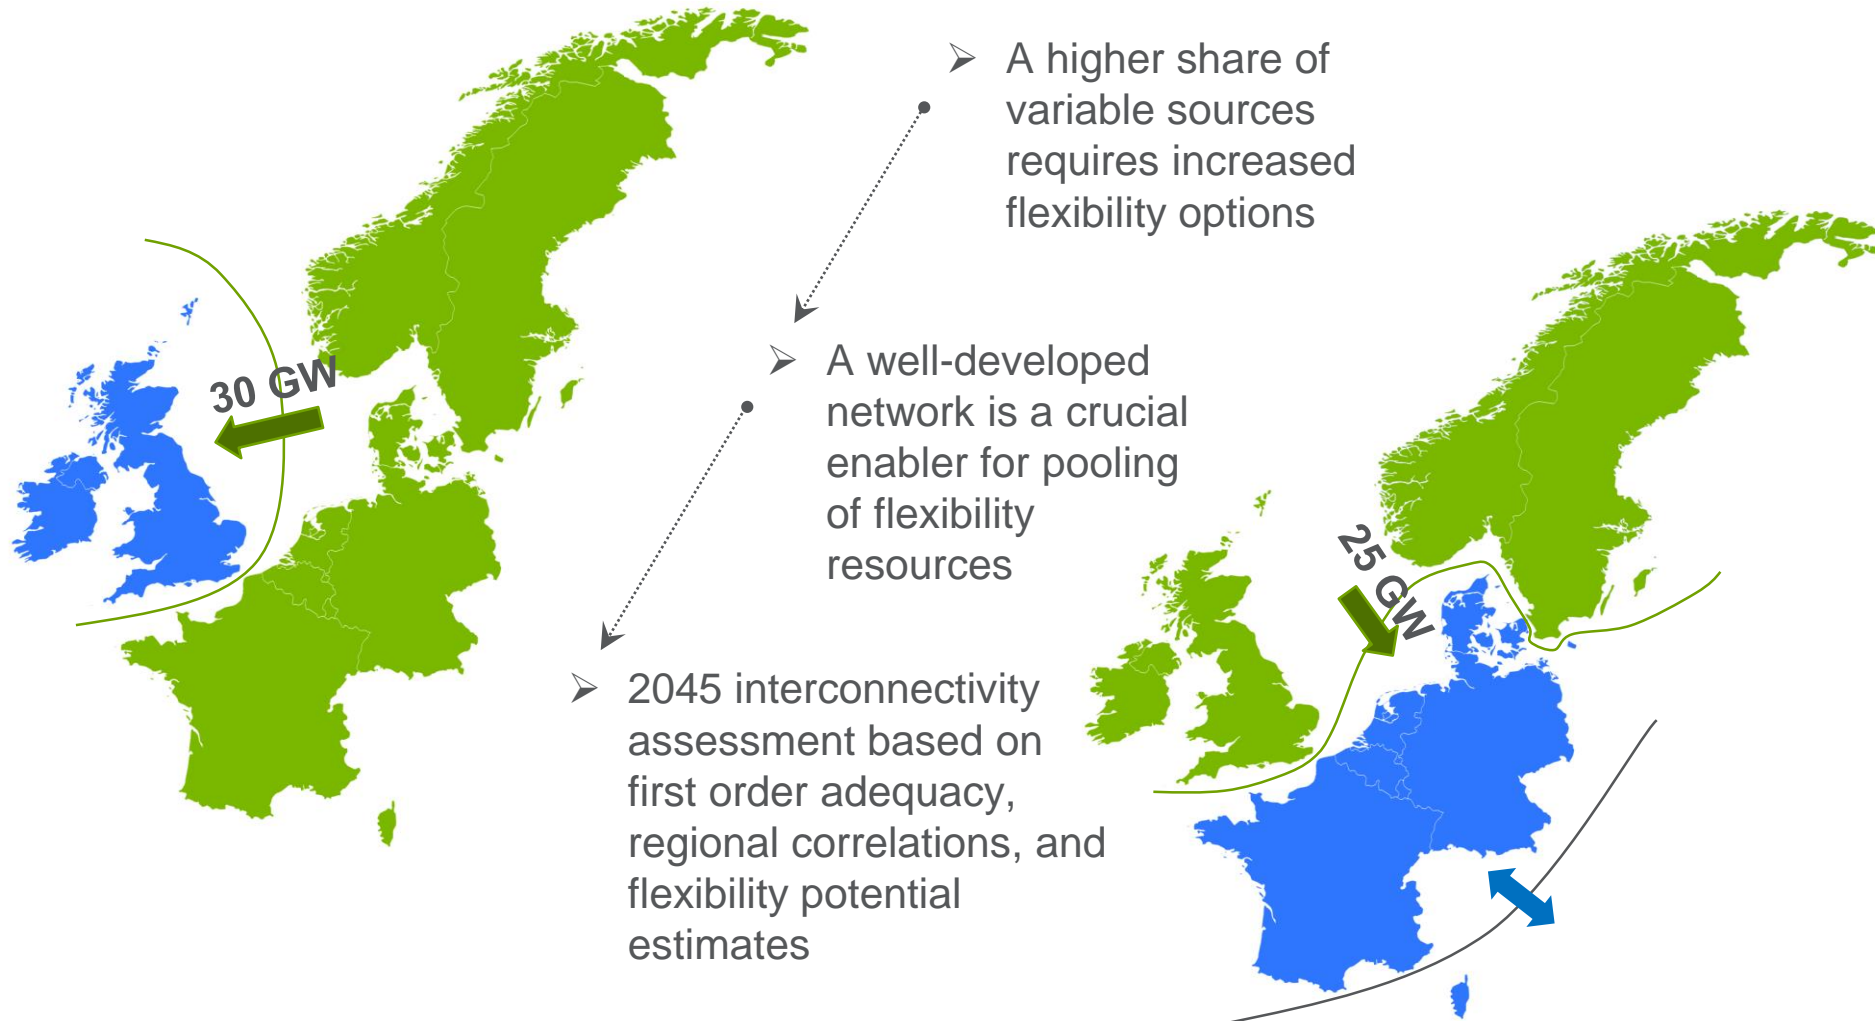 ➢ A higher share of
variable sources
requires increased
flexibility options
30 GW
➢ A well-developed
network is a crucial
enabler for pooling
of flexibility
resources
25 GW
➢ 2045 interconnectivity
assessment based on
first order adequacy,
regional correlations, and
flexibility potential
estimates